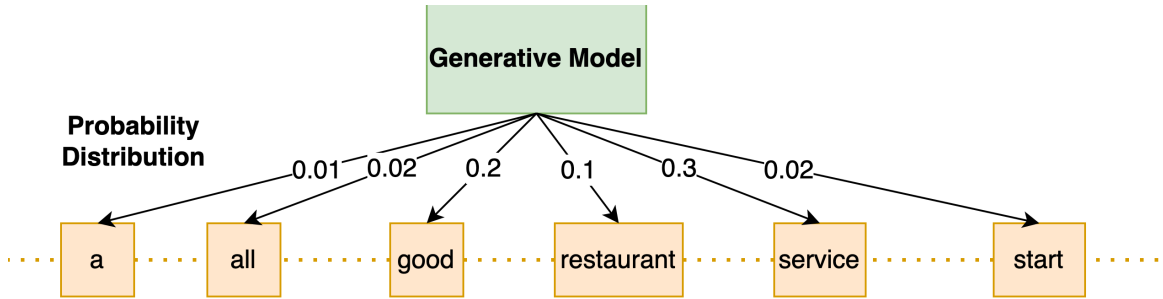 Generative Model
Probability
Distribution
0.01
0.02
0.2
0.1
0.3
0.02
a
all
good
restaurant
service
start